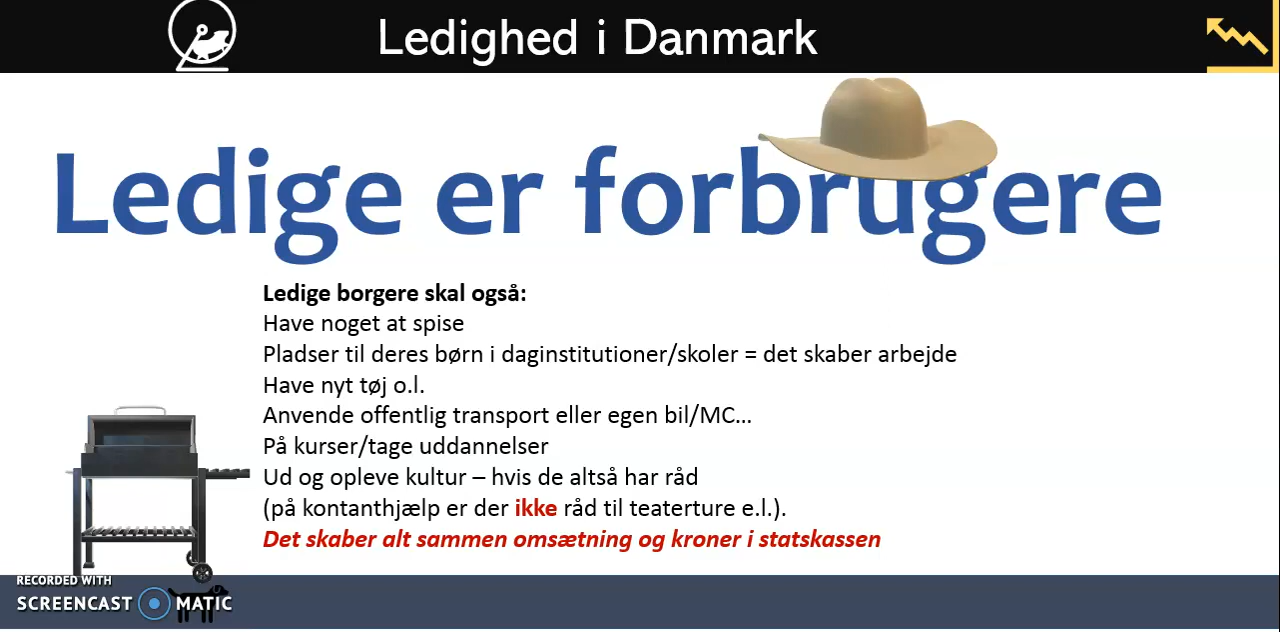 Ledighed i Danmark
Ledige er forbrugere
Ledige borgere skal også:
Have noget at spise
Pladser til deres børn i daginstitutioner/skoler = det skaber arbejde
Have nyt tøj o.l.
Anvende offentlig transport eller egen bil/MC...
På kurser/tage uddannelser
Ud og opleve kultur – hvis de altså har råd
(på kontanthjælp er der ikke råd til teaterture e.l.).
Det skaber alt sammen omsætning og kroner i statskassen
RECORDED WITH
SCREENCAST MATIC